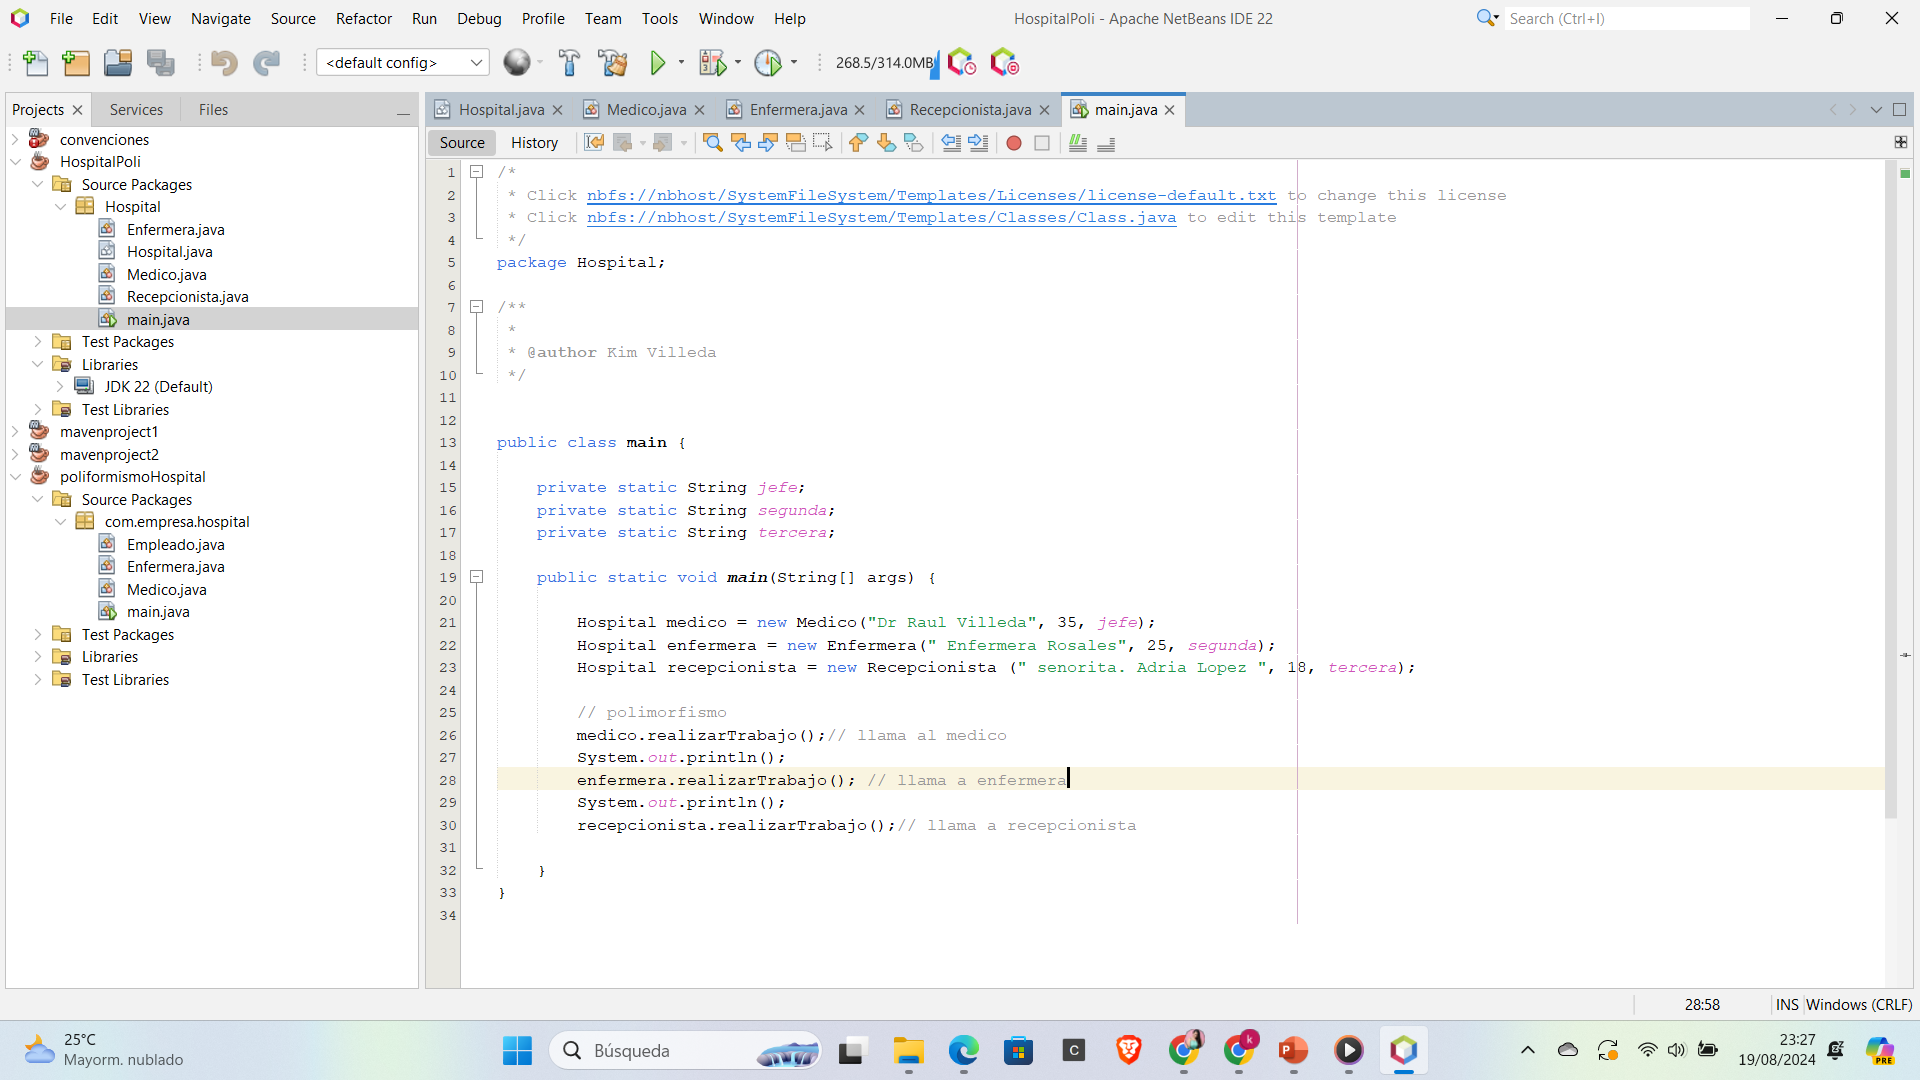 File Edit View Navigate Source Refactor Run Debug Profile Team Tools Window Help
HospitalPoli - Apache NetBeans IDE 22
Search (Ctrl+I)
<default config>
268.5/314.0MB
Projects Services Files
Hospital.java Medico.java Enfermera.java Recepcionista.java main.java
Source History
convenciones
HospitalPoli
Source Packages
Hospital
Enfermera.java
Hospital.java
Medico.java
Recepcionista.java
main.java
Test Packages
Libraries
JDK 22 (Default)
Test Libraries
mavenproject1
mavenproject2
poliformismoHospital
Source Packages
com.empresa.hospital
Empleado.java
Enfermera.java
Medico.java
main.java
Test Packages
Libraries
Test Libraries
1 /*
2 * Click nbfs://nbhost/SystemFileSystem/Templates/Licenses/license-default.txt to change this license
3 * Click nbfs://nbhost/SystemFileSystem/Templates/Classes/Class.java to edit this template
4 */
5 package Hospital;
6
7 /**
8 *
9 * @author Kim Villeda
10 */
11
12
13 public class main {
14
15 private static String jefe;
16 private static String segunda;
17 private static String tercera;
18
19 public static void main(String[] args) {
20
21 Hospital medico = new Medico("Dr Raul Villeda", 35, jefe);
22 Hospital enfermera = new Enfermera(" Enfermera Rosales", 25, segunda);
23 Hospital recepcionista = new Recepcionista (" senorita. Adria Lopez ", 18, tercera);
24
25 // polimorfismo
26 medico.realizarTrabajo();// llama al medico
27 System.out.println();
28 enfermera.realizarTrabajo(); // llama a enfermera
29 System.out.println();
30 recepcionista.realizarTrabajo();// llama a recepcionista
31
32 }
33 }
34
28:58 INS Windows (CRLF)
25°C
Mayorm. nublado
Búsqueda
23:27
19/08/2024
PRE